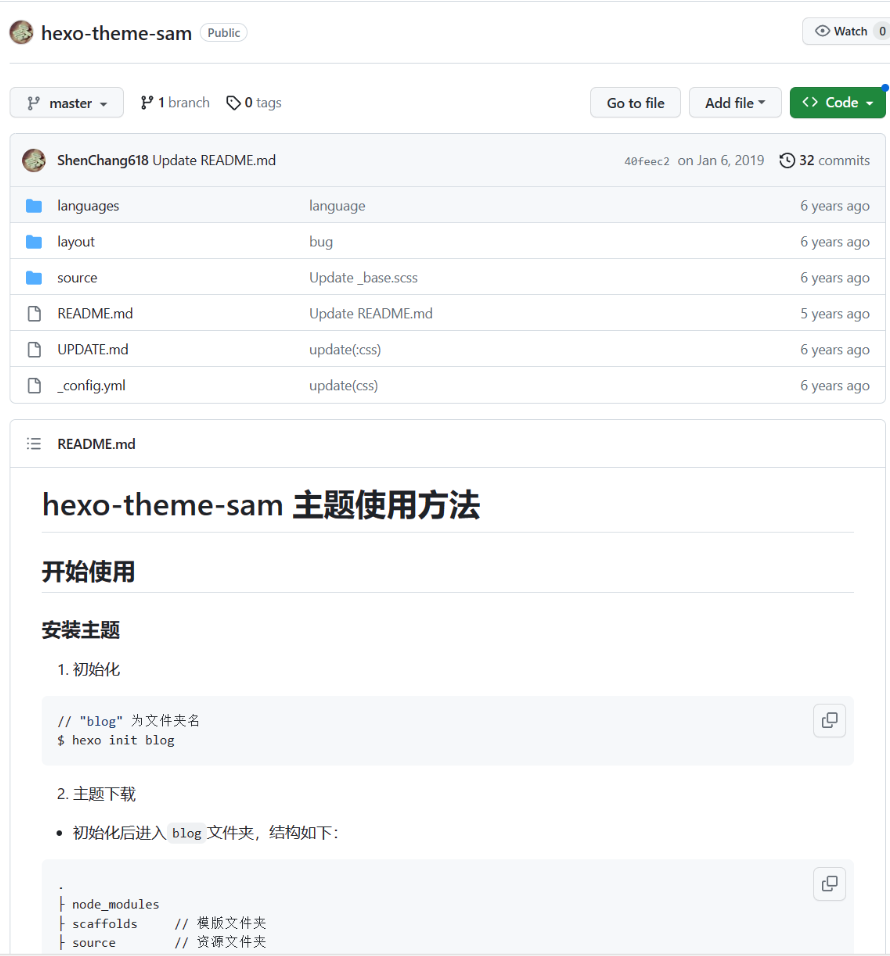 hexo-theme-sam Public Watch 0
master 1 branch 0 tags Go to file Add file Code
ShenChang618 Update README.md 40feec2 on Jan 6, 2019 32 commits
languages language 6 years ago
layout bug 6 years ago
source Update _base.scss 6 years ago
README.md Update README.md 5 years ago
UPDATE.md update(:css) 6 years ago
_config.yml update(css) 6 years ago
README.md
hexo-theme-sam 主题使用方法
开始使用
安装主题
1. 初始化
// "blog" 为文件夹名
$ hexo init blog
2. 主题下载
• 初始化后进入 blog 文件夹，结构如下：
.
├ node_modules
├ scaffolds // 模版文件夹
├ source // 资源文件夹